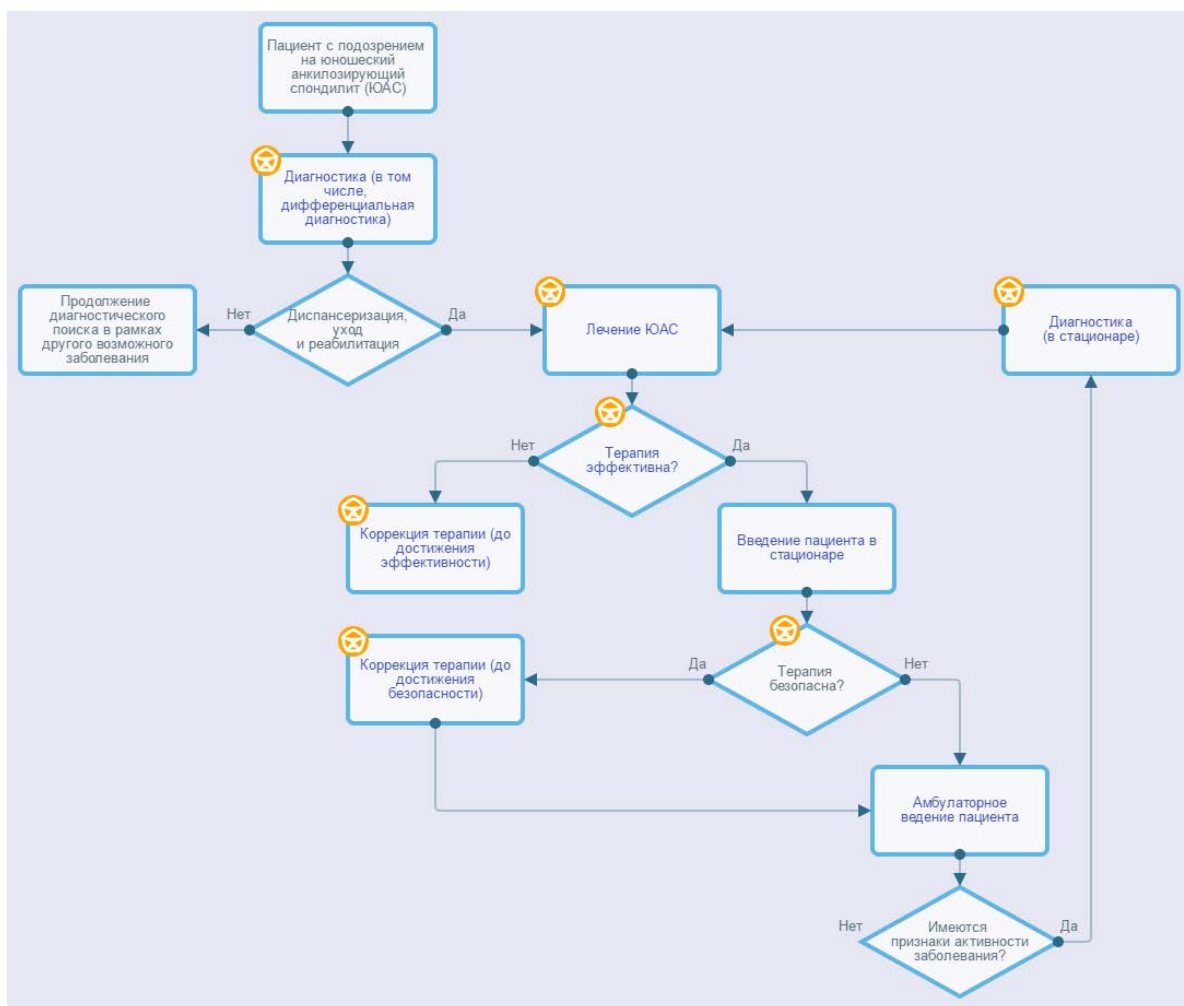 Пациент с подозрением
на юношеский
анкилозирующий
спондилит (ЮАС)
Диагностика (в том
числе,
дифференциальная
диагностика)
Продолжение
диагностического
поиска в рамках
другого возможного
заболевания
Нет
Диспансеризация,
уход
и реабилитация
Да
Лечение ЮАС
Диагностика
(в стационаре)
Нет
Терапия
эффективна?
Да
Коррекция терапии (до
достижения
эффективности)
Введение пациента в
стационаре
Коррекция терапии (до
достижения
безопасности)
Да
Терапия
безопасна?
Нет
Амбулаторное
ведение пациента
Нет
Имеются
признаки активности
заболевания?
Да